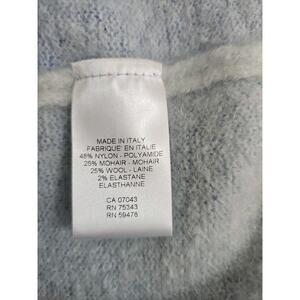 MADE IN ITALY
FABRIQUE' EN ITALIE
48% NYLON - POLYAMIDE
25% MOHAIR - MOHAIR
25% WOOL - LAINE
2% ELASTANE
ELASTHANNE
CA 07043
RN 75343
RN 59476